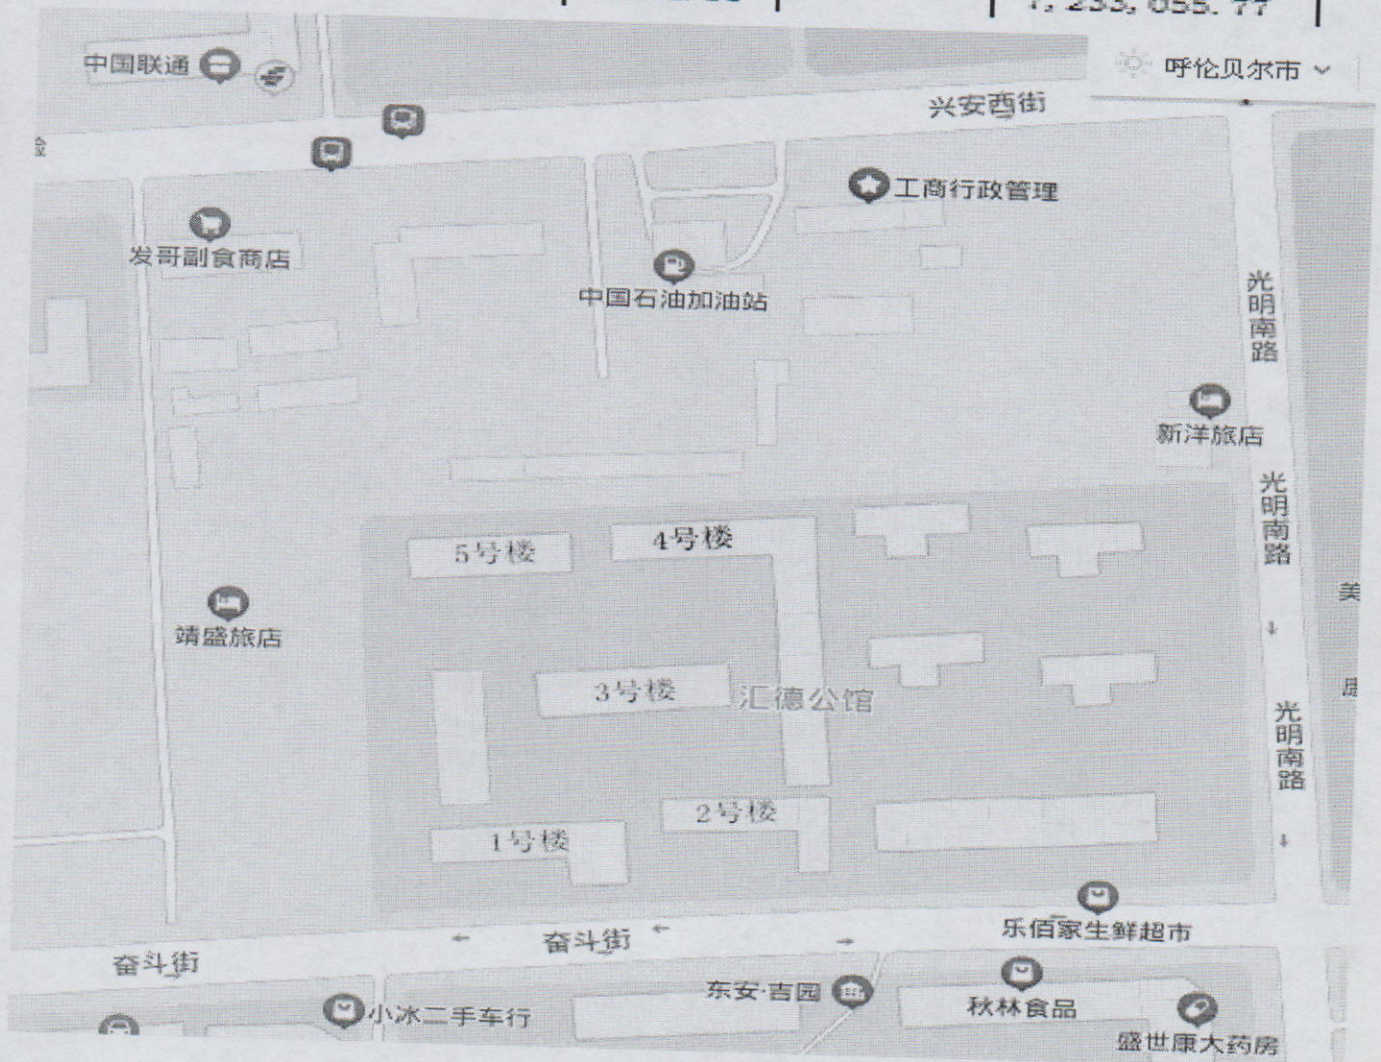 7, 233, 055. 77
呼伦贝尔市
中国联通
兴安西街
工商行政管理
发哥副食商店
中国石油加油站
光明南路
新洋旅店
光明南路
5号楼
4号楼
美
靖盛旅店
3号楼
汇德公馆
光明南路
2号楼
1号楼
乐佰家生鲜超市
奋斗街
奋斗街
东安·吉园
秋林食品
小冰二手车行
盛世康大药房